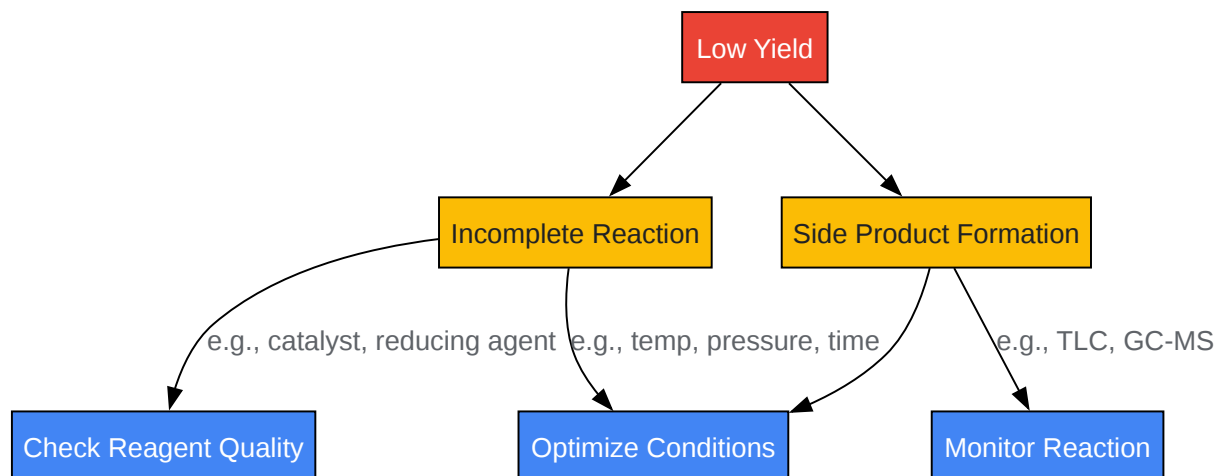 Low Yield
Incomplete Reaction
Side Product Formation
e.g., catalyst, reducing agent
e.g., temp, pressure, time
e.g., TLC, GC-MS
Check Reagent Quality
Optimize Conditions
Monitor Reaction